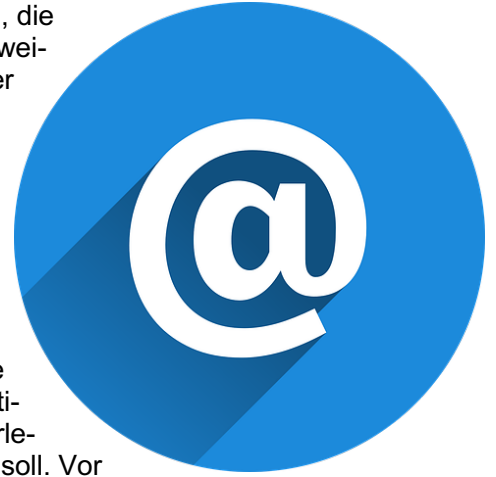 , die
wei-
er
@
e
ti-
rle-
soll. Vor